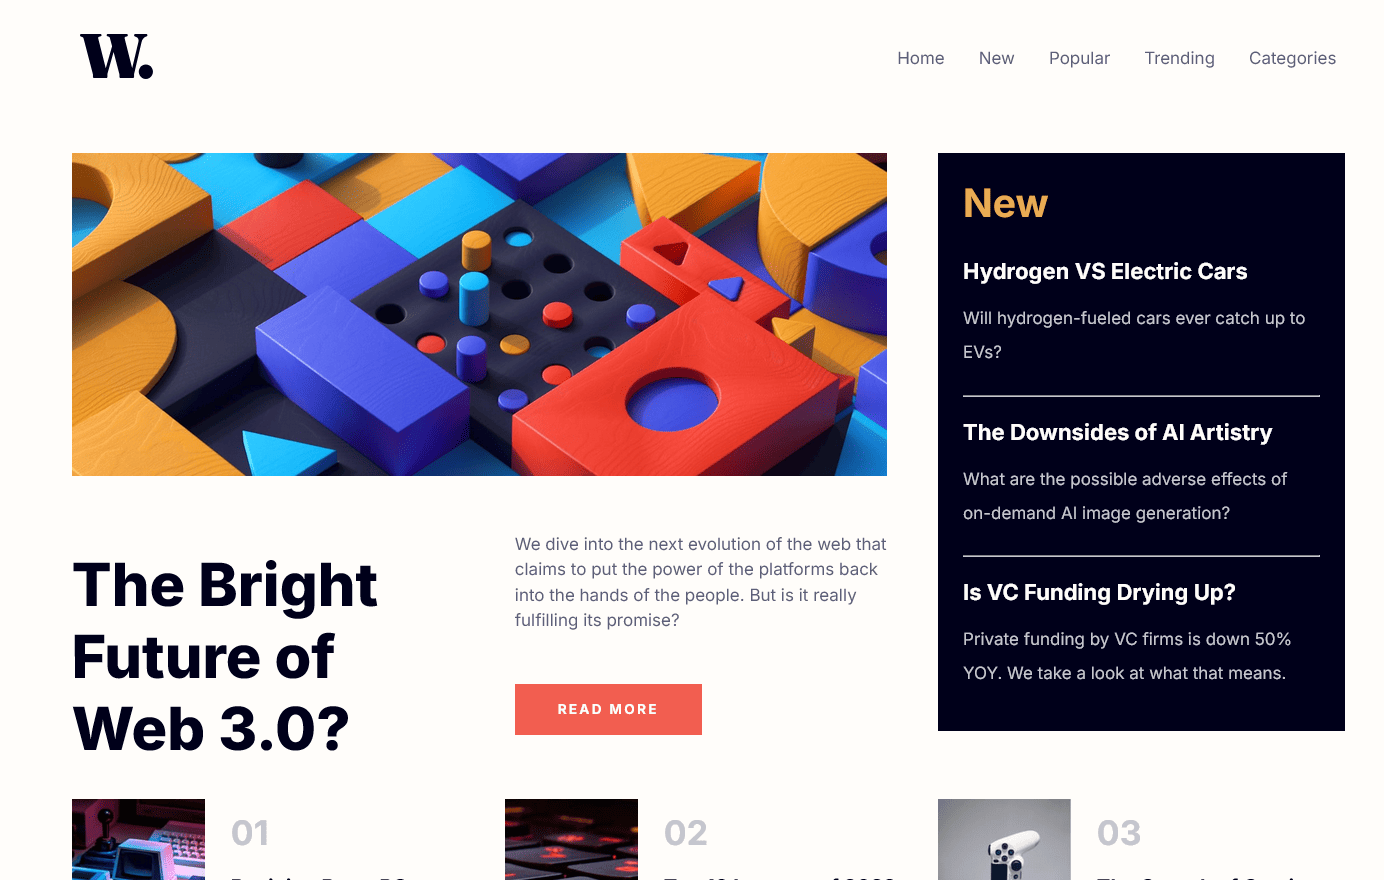 W.
Home New Popular Trending Categories
New
Hydrogen VS Electric Cars
Will hydrogen-fueled cars ever catch up to
EVs?
The Downsides of AI Artistry
What are the possible adverse effects of
on-demand AI image generation?
Is VC Funding Drying Up?
Private funding by VC firms is down 50%
YOY. We take a look at what that means.
The Bright
Future of
Web 3.0?
We dive into the next evolution of the web that
claims to put the power of the platforms back
into the hands of the people. But is it really
fulfilling its promise?
READ MORE
01
02
03